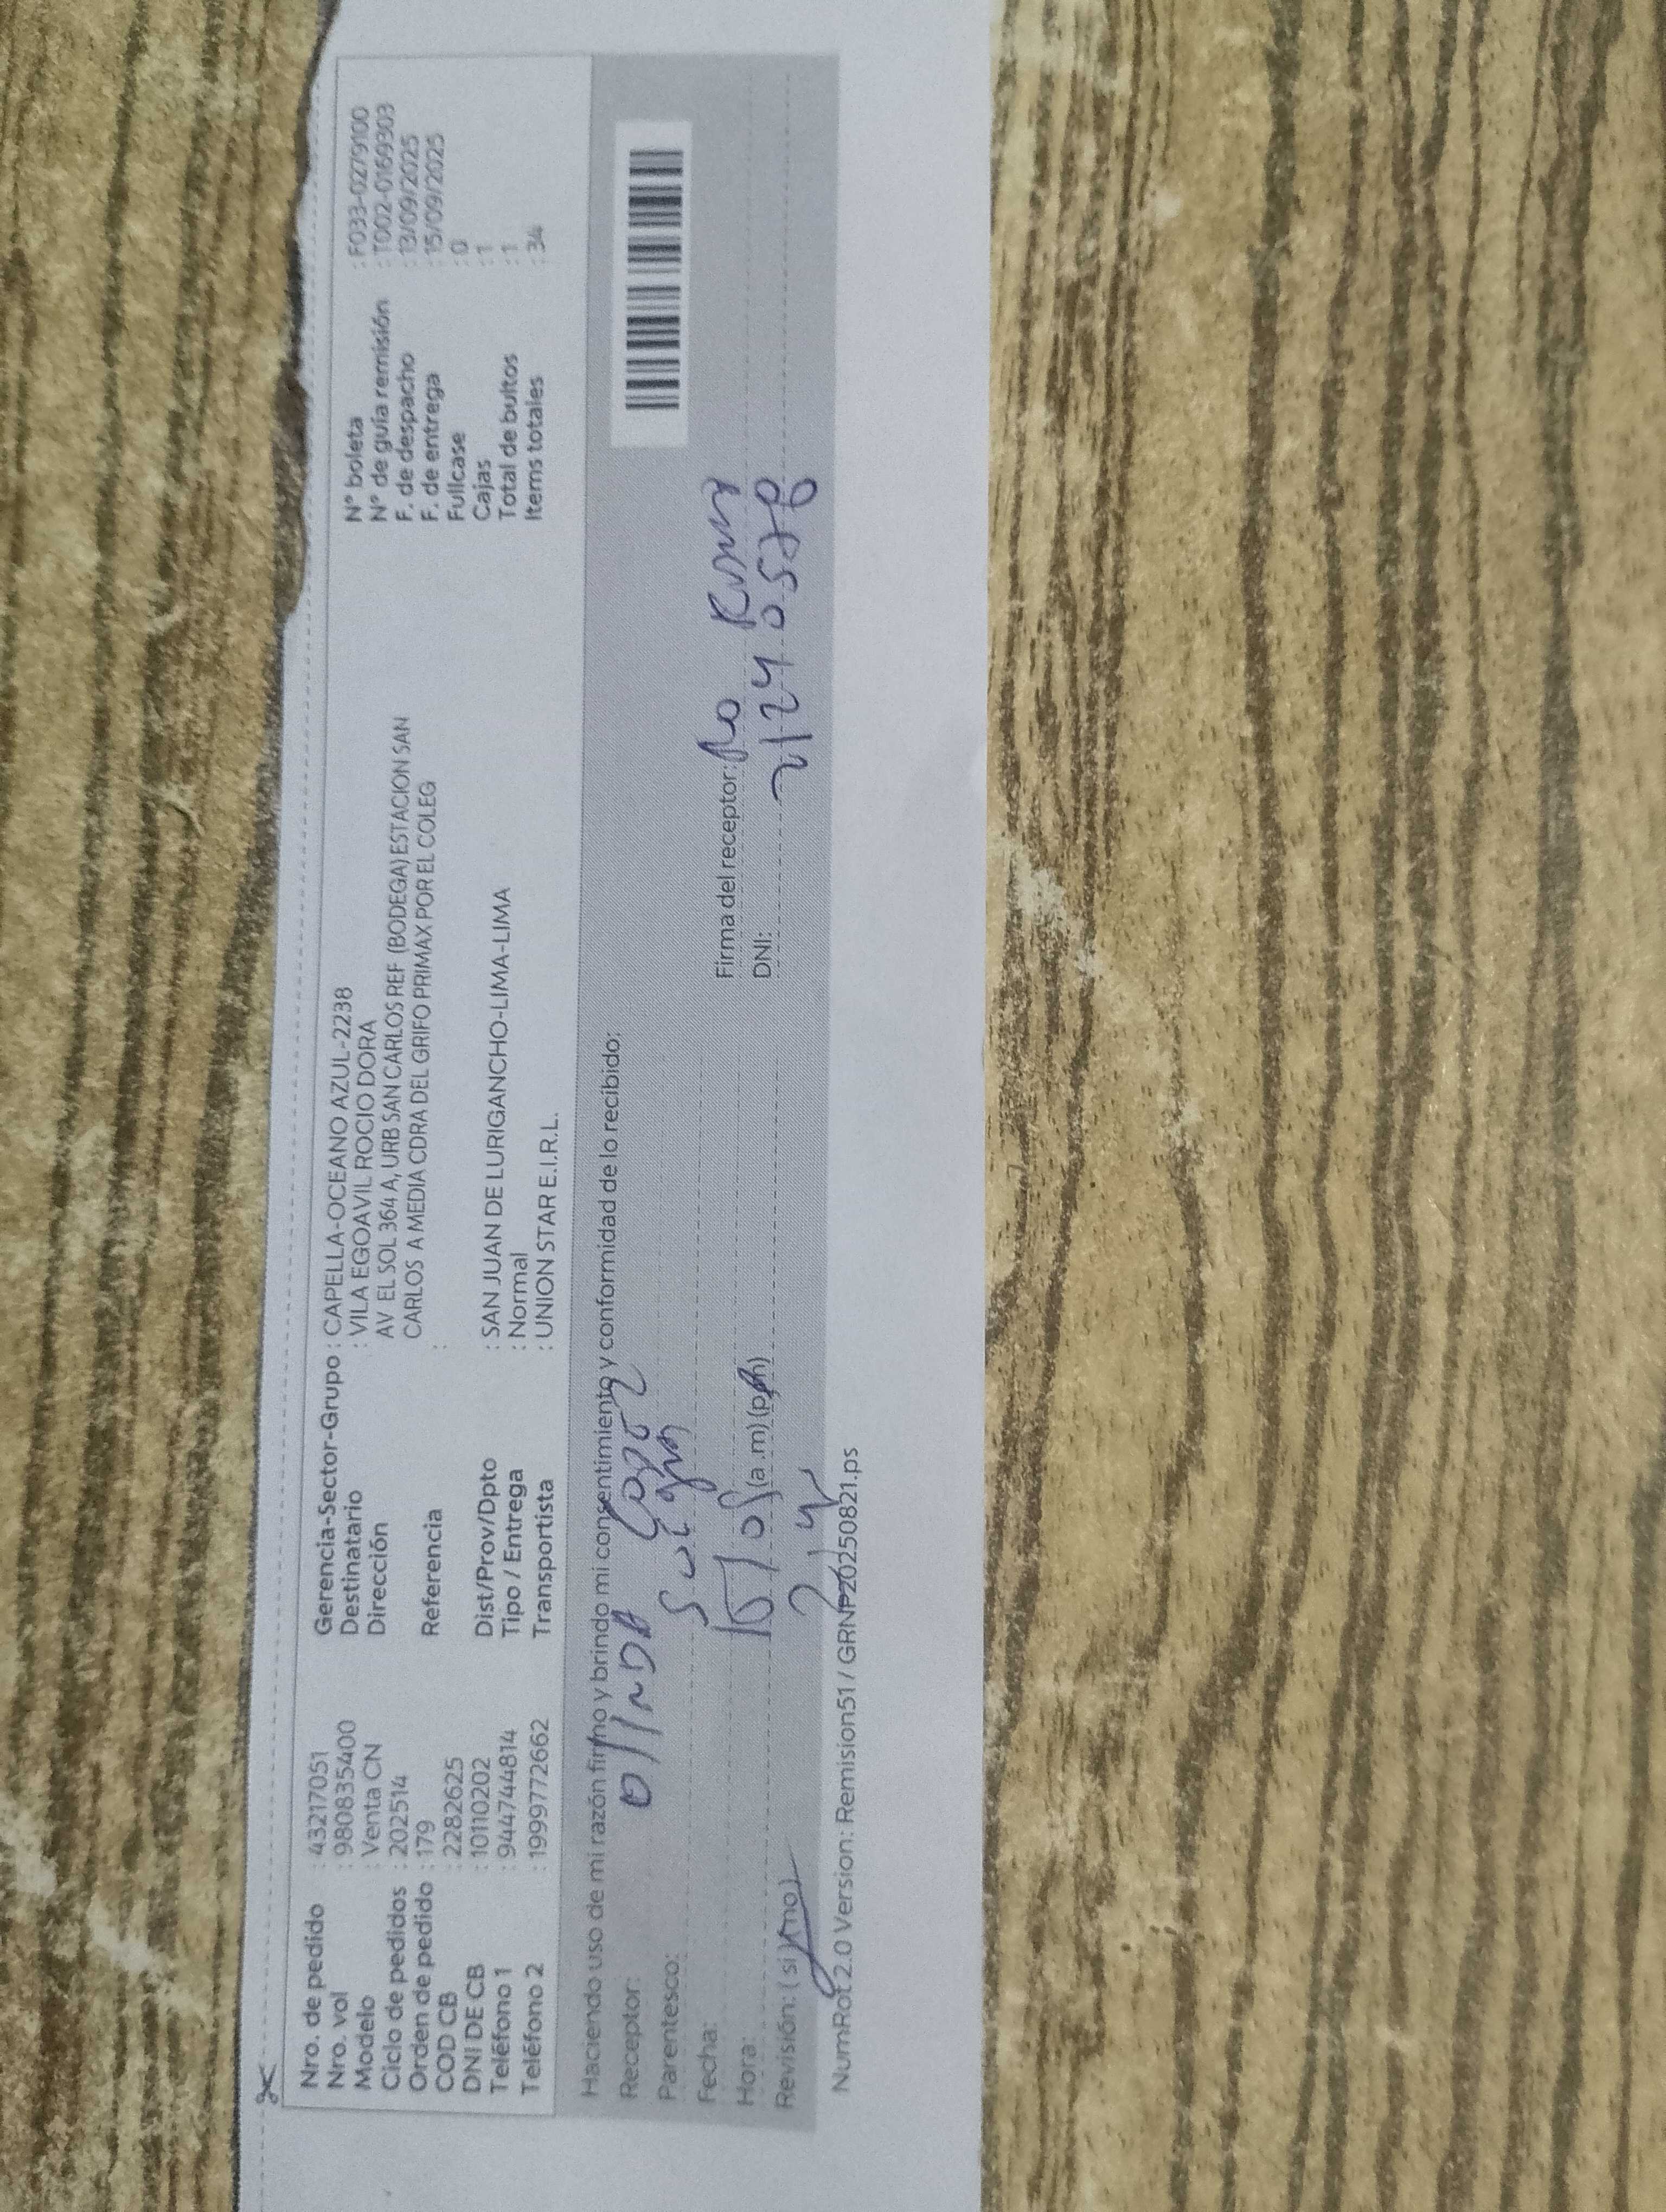 Nro. de pedido : 43217051
Nro. vol : 980835400
Modelo : Venta CN
Ciclo de pedidos : 202514
Orden de pedido : 179
COD CB : 2282625
DNI DE CB : 10110202
Teléfono 1 : 944744814
Teléfono 2 : 1999772662
Gerencia-Sector-Grupo : CAPELLA-OCEANO AZUL-2238
Destinatario : VILA EGOAVIL ROCIO DORA
Dirección AV EL SOL 364 A, URB SAN CARLOS REF (BODEGA) ESTACION SAN
CARLOS A MEDIA CDRA DEL GRIFO PRIMAX POR EL COLEG
Referencia :
Dist/Prov/Dpto : SAN JUAN DE LURIGANCHO-LIMA-LIMA
Tipo / Entrega : Normal
Transportista : UNION STAR E.I.R.L.
N° boleta : F033-0279100
N° de guía remisión : T002-0169303
F. de despacho : 13/09/2025
F. de entrega : 15/09/2025
Fullcase : 0
Cajas : 1
Total de bultos : 1
Items totales : 34
Haciendo uso de mi razón firmo y brindo mi consentimiento y conformidad de lo recibido:
Receptor: OlINDA
Parentesco:
Fecha:
Hora: (a.m) (pm)
Revisión: (si) (no)
Firma del receptor:
DNI:
NumRot 2.0 Version: Remision51 / GRNP20250821.ps